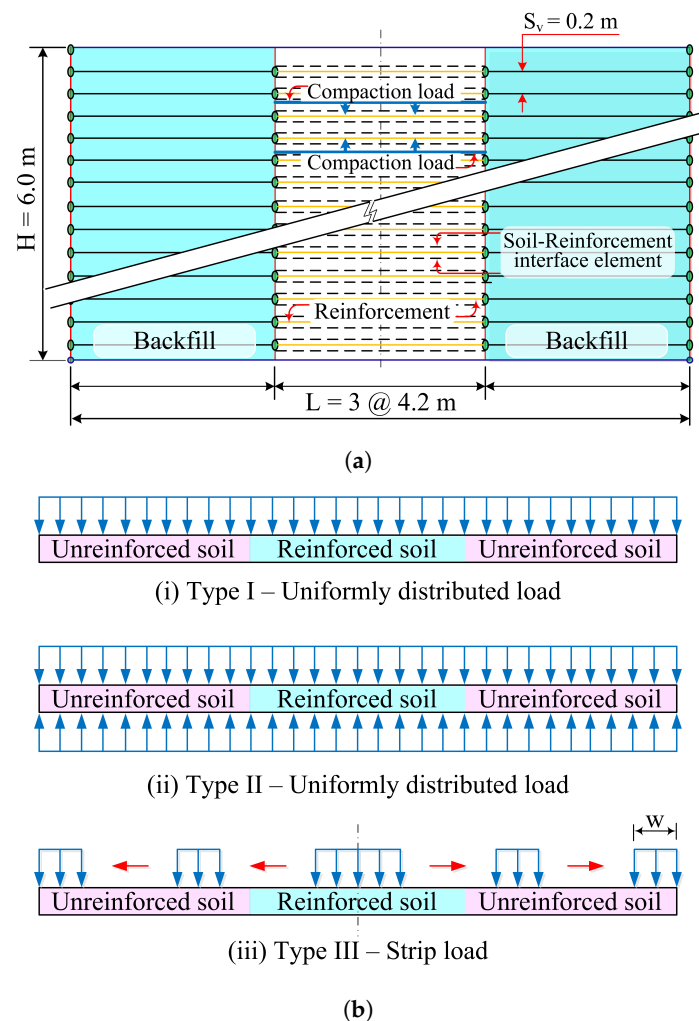 Sv = 0.2 m
Compaction load
Compaction load
H = 6.0 m
Soil-Reinforcement
interface element
Reinforcement
Backfill
Backfill
L = 3 @ 4.2 m
(a)
Unreinforced soil
Reinforced soil
Unreinforced soil
(i) Type I – Uniformly distributed load
Unreinforced soil
Reinforced soil
Unreinforced soil
(ii) Type II – Uniformly distributed load
w
Unreinforced soil
Reinforced soil
Unreinforced soil
(iii) Type III – Strip load
(b)